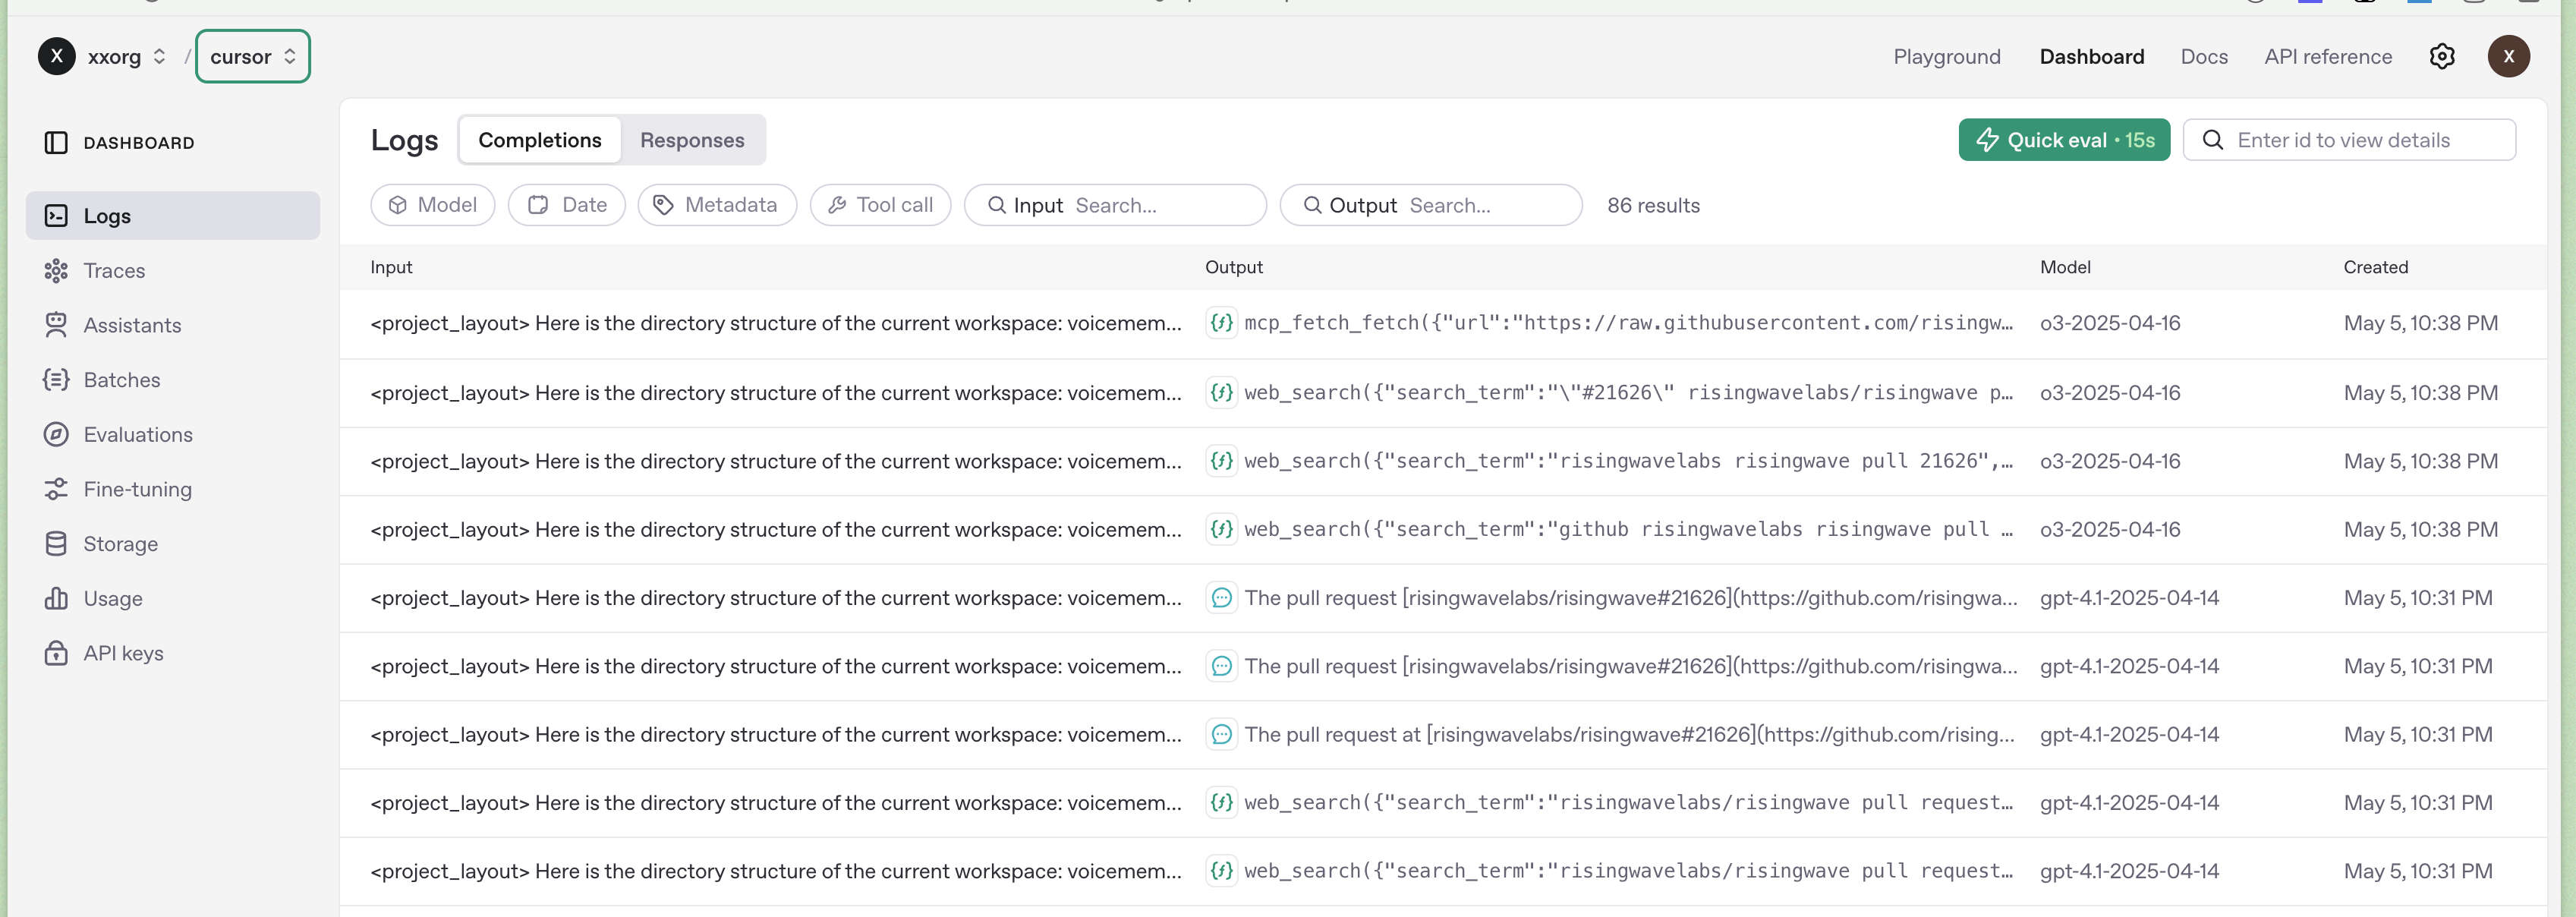 X xxorg / cursor Playground Dashboard Docs API reference X
DASHBOARD
Logs
Traces
Assistants
Batches
Evaluations
Fine-tuning
Storage
Usage
API keys
Logs Completions Responses Quick eval • 15s Enter id to view details
Model Date Metadata Tool call Input Search... Output Search... 86 results
Input Output Model Created
<project_layout> Here is the directory structure of the current workspace: voicemem... mcp_fetch_fetch({"url":"https://raw.githubusercontent.com/risingw… o3-2025-04-16 May 5, 10:38 PM
<project_layout> Here is the directory structure of the current workspace: voicemem... web_search({"search_term":"\"#21626\" risingwavelabs/risingwave p… o3-2025-04-16 May 5, 10:38 PM
<project_layout> Here is the directory structure of the current workspace: voicemem... web_search({"search_term":"risingwavelabs risingwave pull 21626",… o3-2025-04-16 May 5, 10:38 PM
<project_layout> Here is the directory structure of the current workspace: voicemem... web_search({"search_term":"github risingwavelabs risingwave pull … o3-2025-04-16 May 5, 10:38 PM
<project_layout> Here is the directory structure of the current workspace: voicemem... The pull request [risingwavelabs/risingwave#21626](https://github.com/risingwa... gpt-4.1-2025-04-14 May 5, 10:31 PM
<project_layout> Here is the directory structure of the current workspace: voicemem... The pull request [risingwavelabs/risingwave#21626](https://github.com/risingwa... gpt-4.1-2025-04-14 May 5, 10:31 PM
<project_layout> Here is the directory structure of the current workspace: voicemem... The pull request at [risingwavelabs/risingwave#21626](https://github.com/rising... gpt-4.1-2025-04-14 May 5, 10:31 PM
<project_layout> Here is the directory structure of the current workspace: voicemem... web_search({"search_term":"risingwavelabs/risingwave pull request… gpt-4.1-2025-04-14 May 5, 10:31 PM
<project_layout> Here is the directory structure of the current workspace: voicemem... web_search({"search_term":"risingwavelabs/risingwave pull request… gpt-4.1-2025-04-14 May 5, 10:31 PM